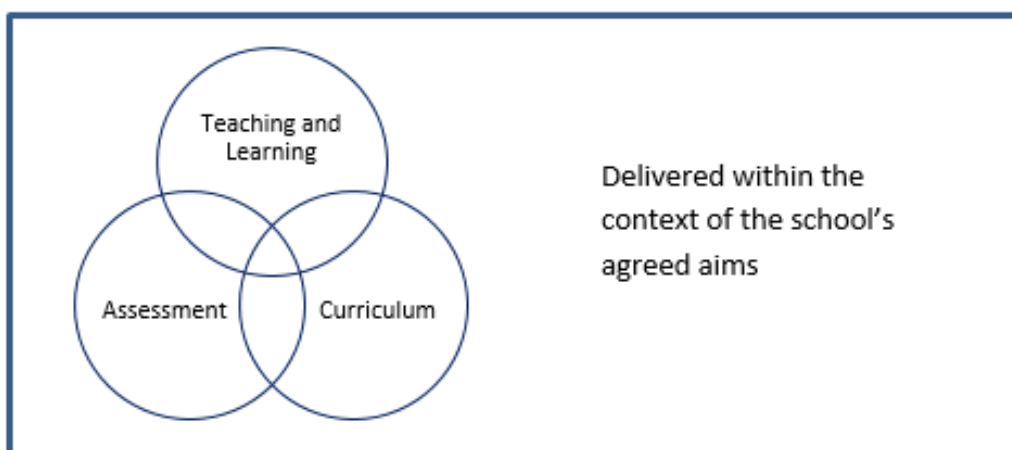 Teaching and
Learning
Assessment
Curriculum
Delivered within the
context of the school’s
agreed aims